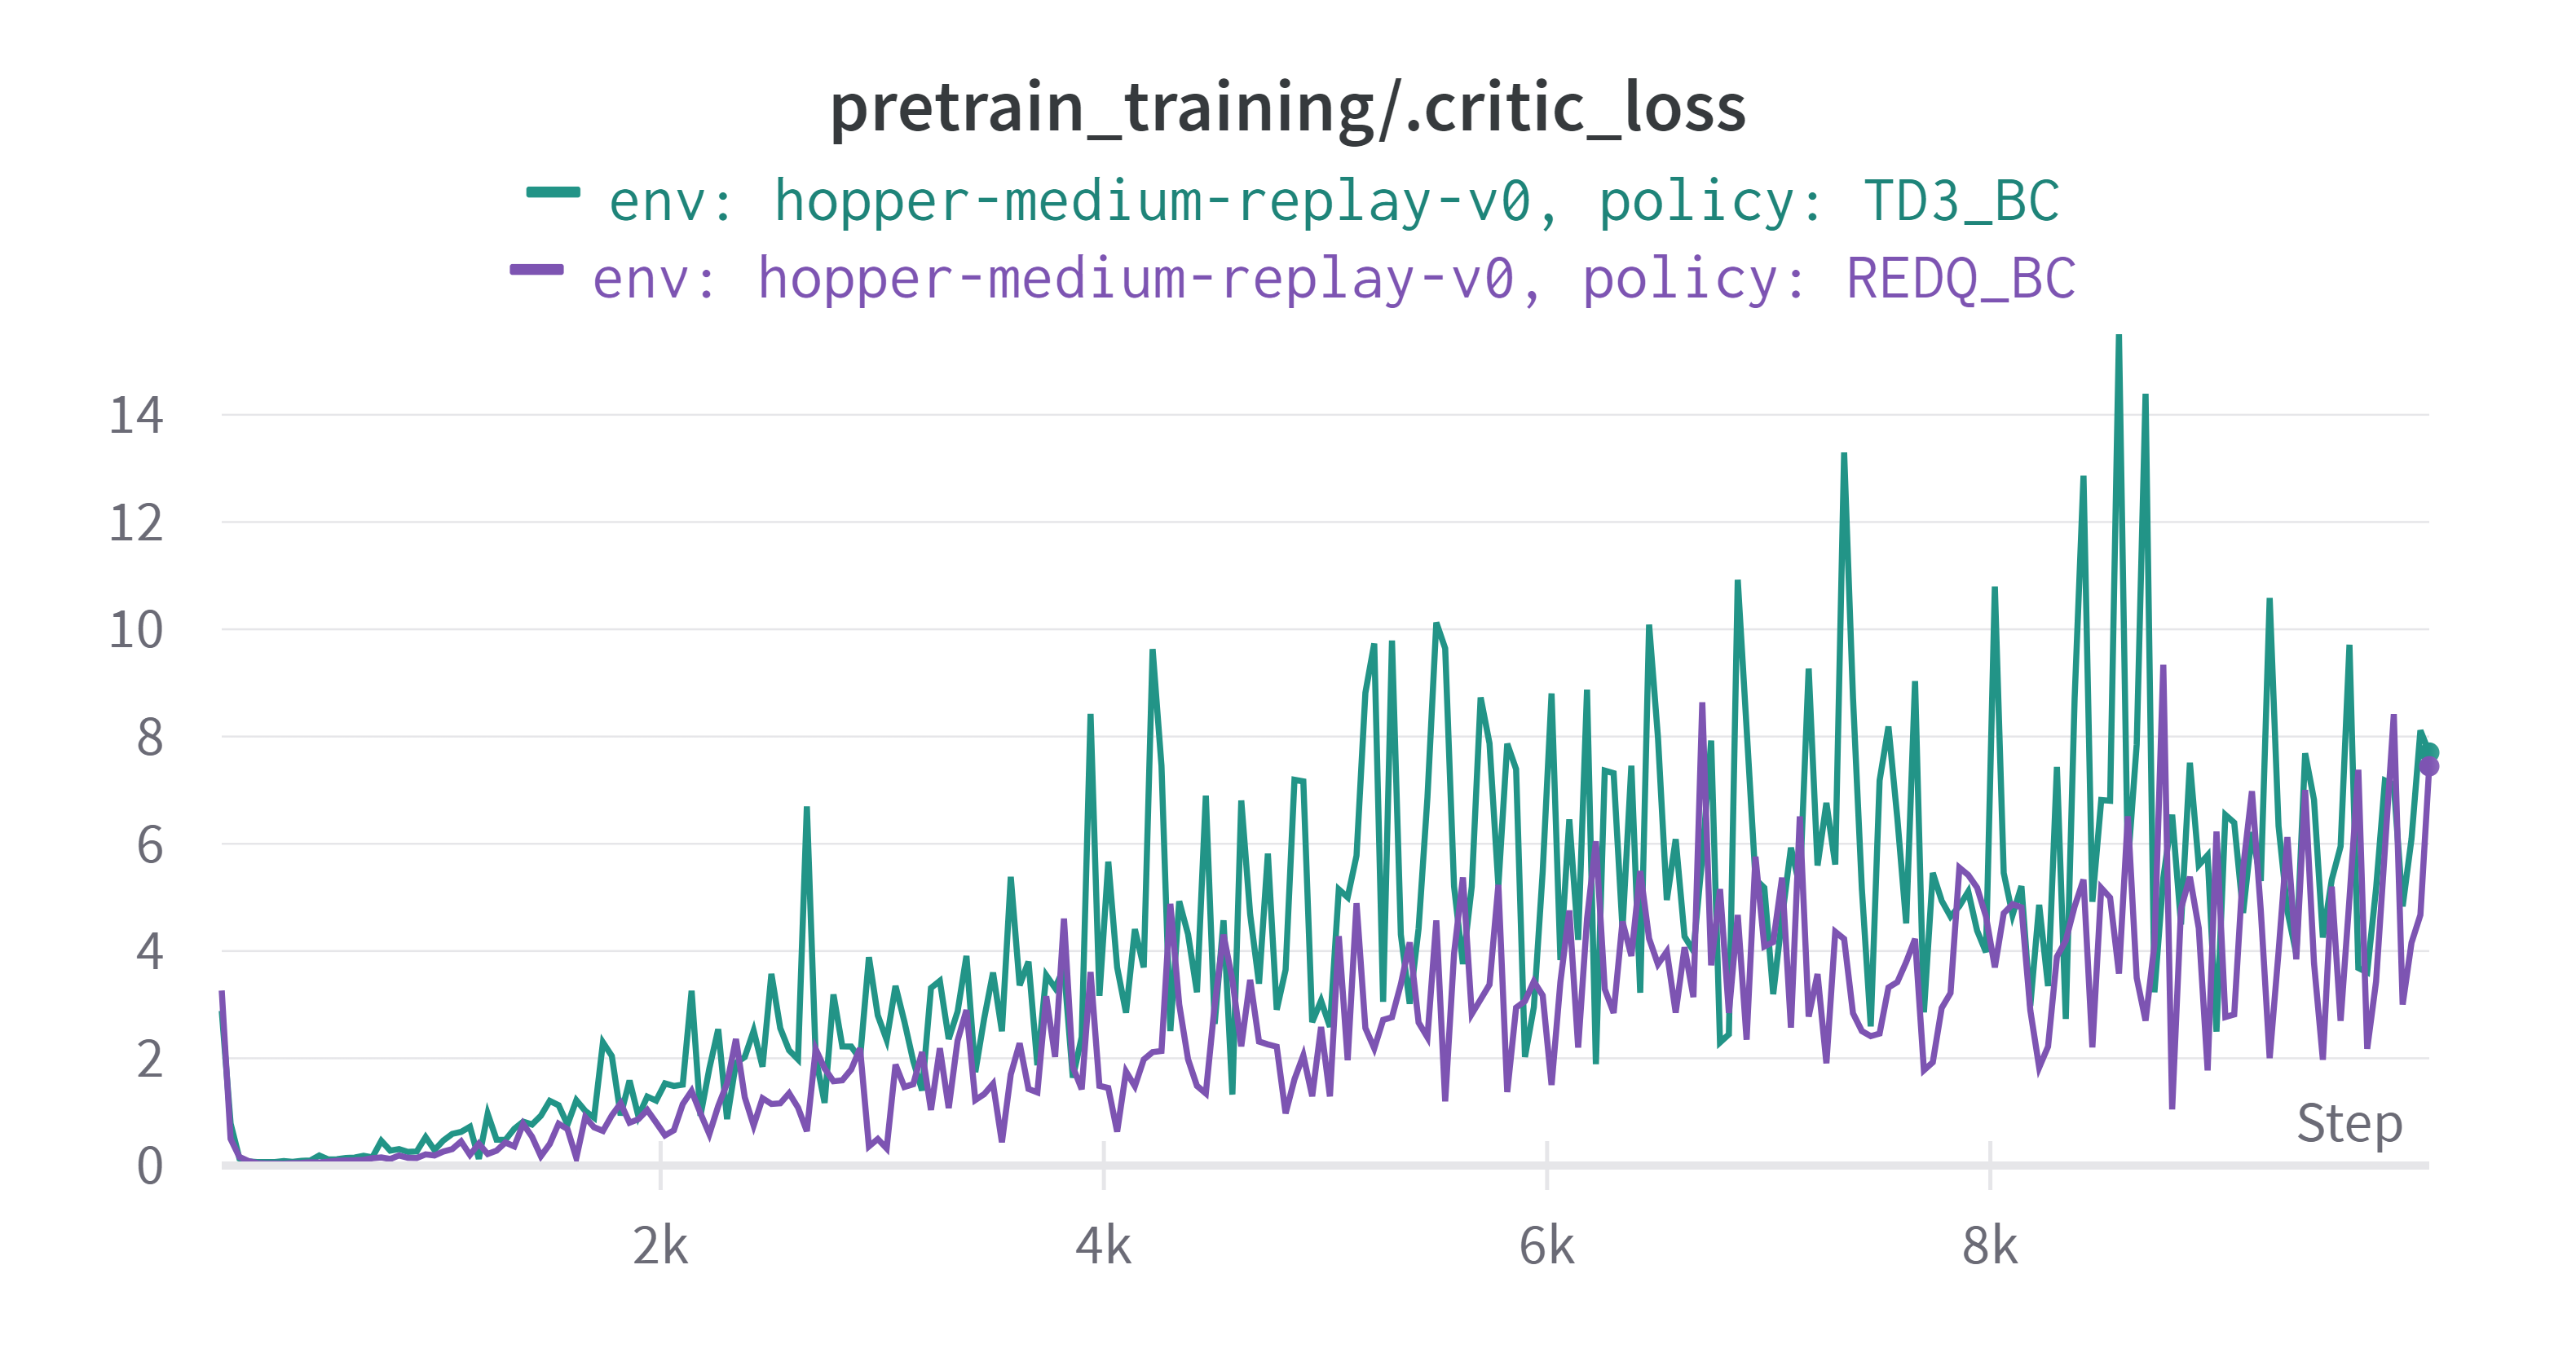 pretrain_training/.critic_loss
env: hopper-medium-replay-v0, policy: TD3_BC
env: hopper-medium-replay-v0, policy: REDQ_BC
14
12
10
8
6
4
2
0
Step
2k 4k 6k 8k